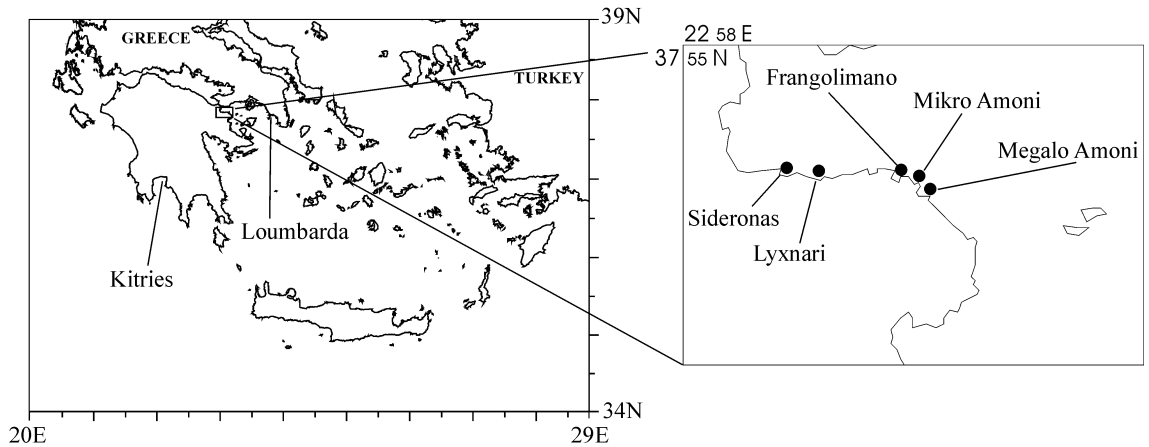 39N
GREECE
TURKEY
Loumbarda
Kitries
34N
20E
29E
22 58 E
37 55 N
Frangolimano
Mikro Amoni
Megalo Amoni
Sideronas
Lyxnari